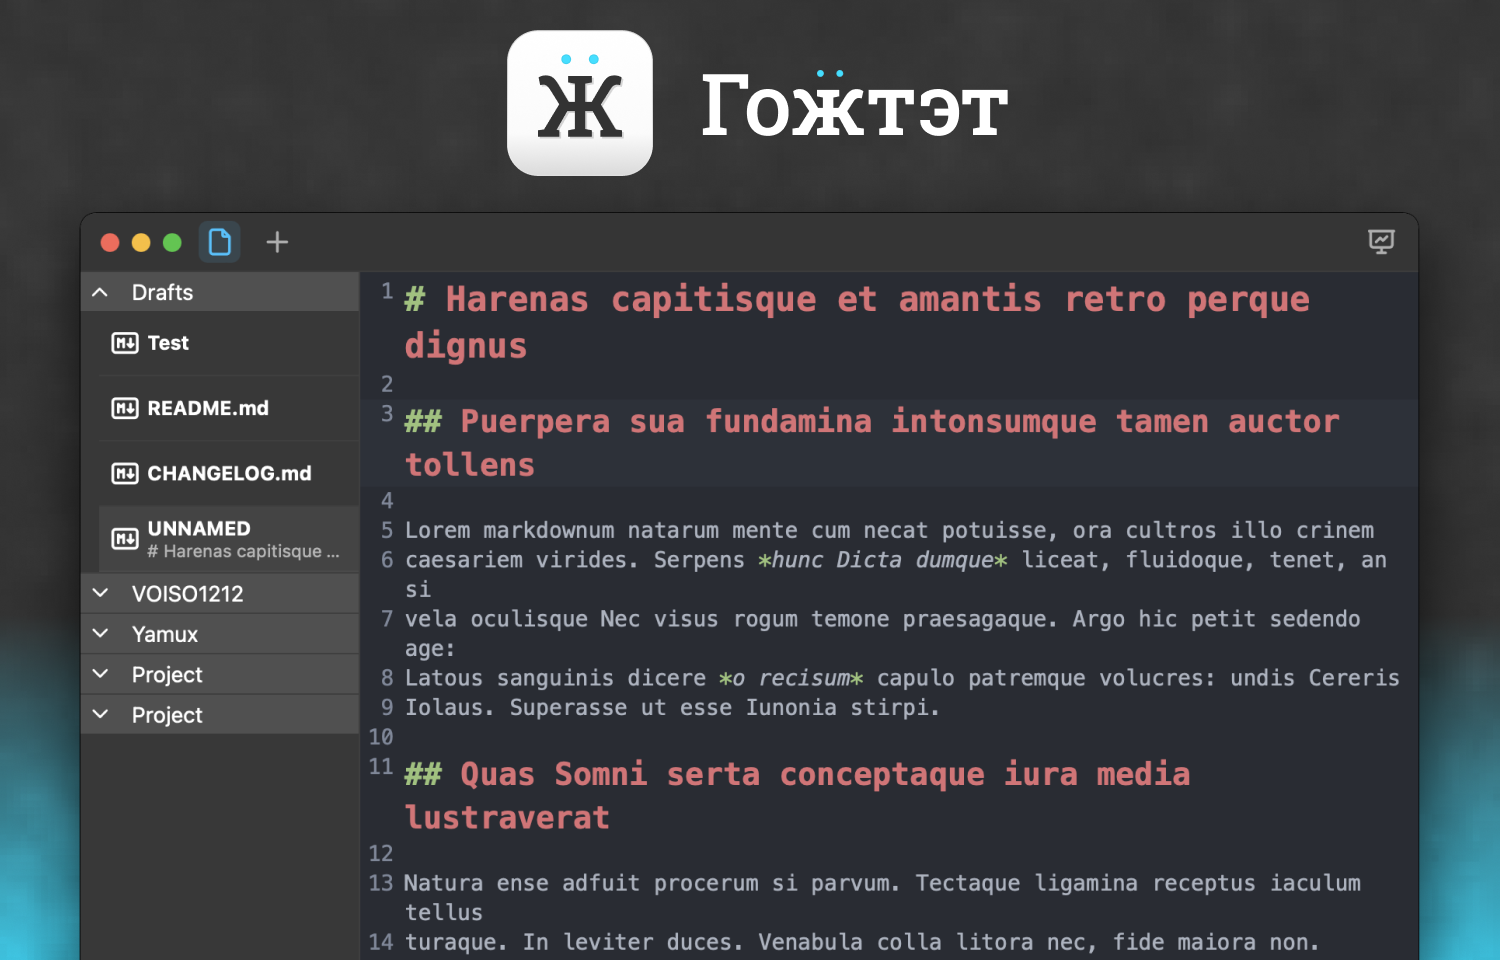 Ӝ
Гоӝтэт
Drafts
Test
README.md
CHANGELOG.md
UNNAMED
# Harenas capitisque ...
VOISO1212
Yamux
Project
Project
1 # Harenas capitisque et amantis retro perque
dignus
2
3 ## Puerpera sua fundamina intonsumque tamen auctor
tollens
4
5 Lorem markdownum natarum mente cum necat potuisse, ora cultros illo crinem
6 caesariem virides. Serpens *hunc Dicta dumque* liceat, fluidoque, tenet, an
si
7 vela oculisque Nec visus rogum temone praesagaque. Argo hic petit sedendo
age:
8 Latous sanguinis dicere *o recisum* capulo patremque volucres: undis Cereris
9 Iolaus. Superasse ut esse Iunonia stirpi.
10
11 ## Quas Somni serta conceptaque iura media
lustraverat
12
13 Natura ense adfuit procerum si parvum. Tectaque ligamina receptus iaculum
tellus
14 turaque. In leviter duces. Venabula colla litora nec, fide maiora non.